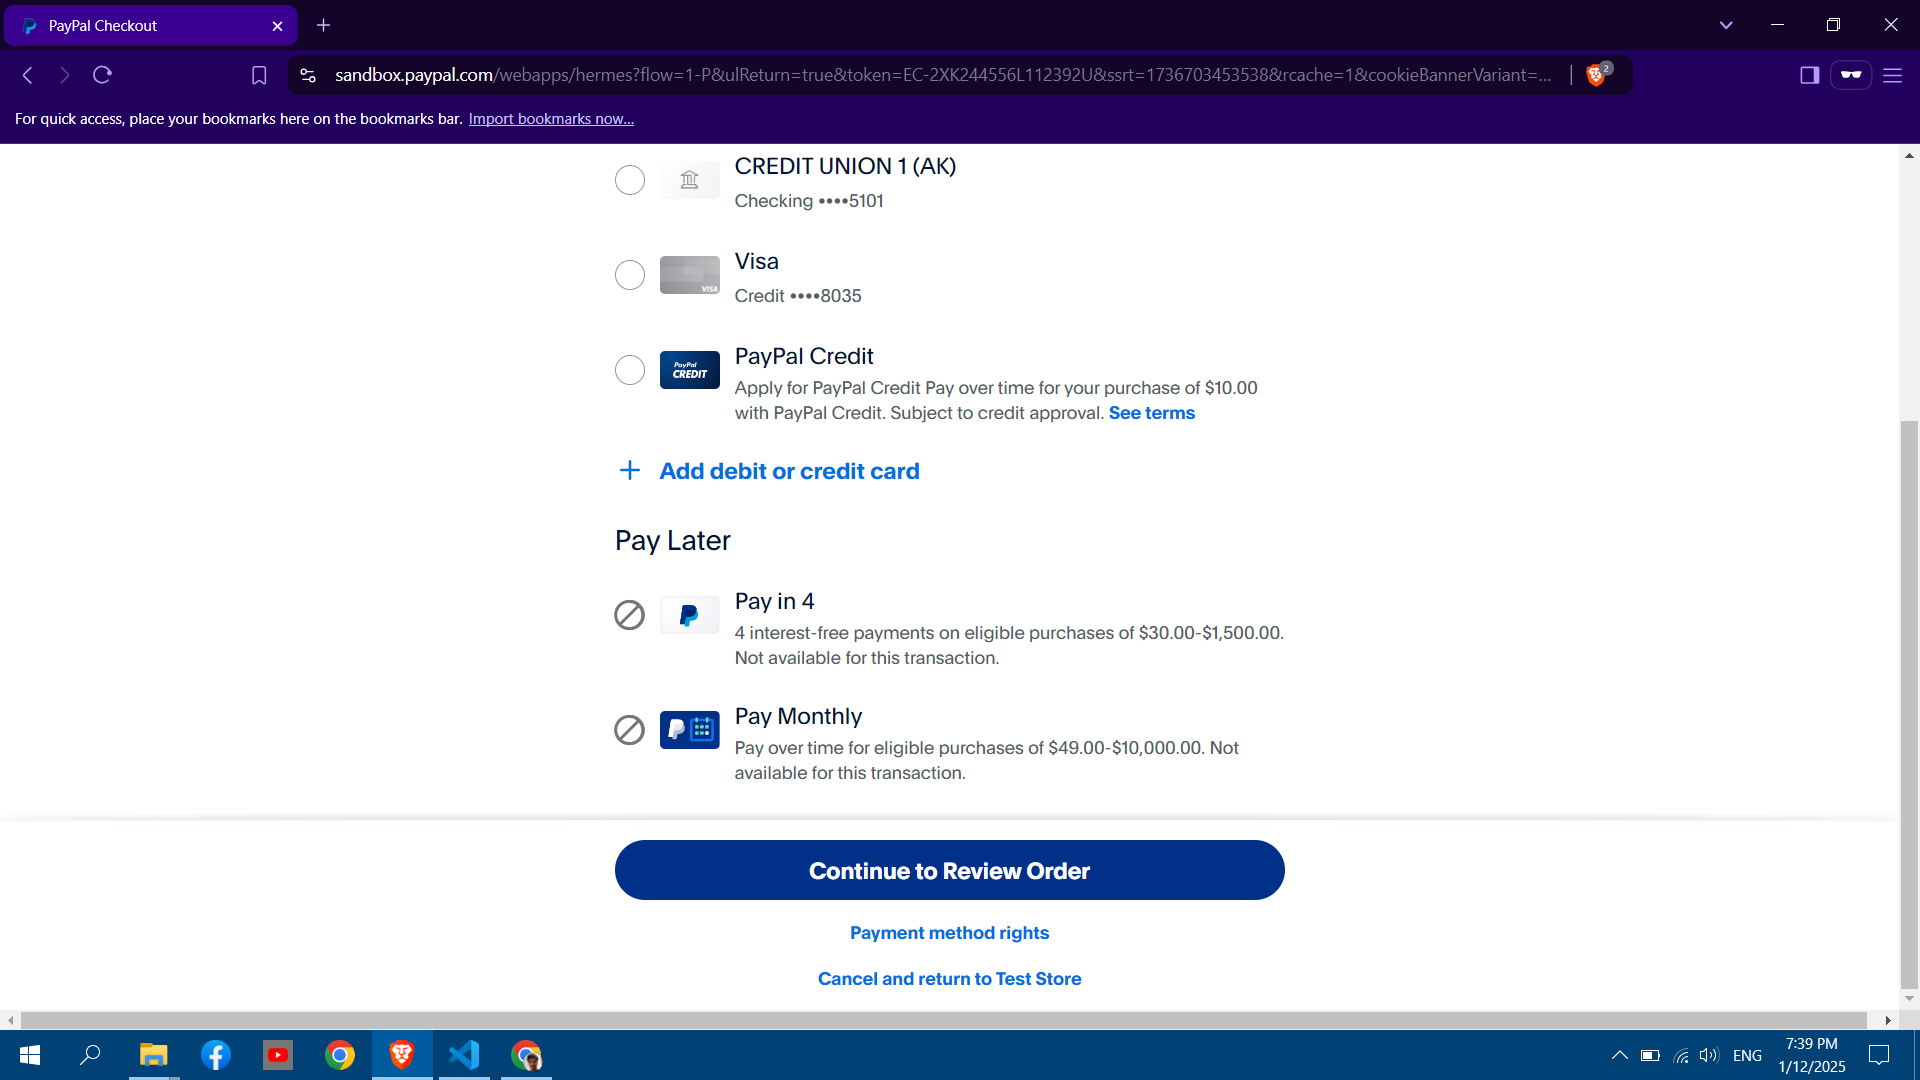 PayPal Checkout
sandbox.paypal.com/webapps/hermes?flow=1-P&ulReturn=true&token=EC-2XK244556L112392U&ssrt=1736703453538&rcache=1&cookieBannerVariant=...
2
For quick access, place your bookmarks here on the bookmarks bar. Import bookmarks now...
CREDIT UNION 1 (AK)
Checking ••••5101
Visa
VISA
Credit ••••8035
PayPal Credit
PayPal
CREDIT
Apply for PayPal Credit Pay over time for your purchase of $10.00
with PayPal Credit. Subject to credit approval. See terms
Add debit or credit card
Pay Later
Pay in 4
4 interest-free payments on eligible purchases of $30.00-$1,500.00.
Not available for this transaction.
Pay Monthly
Pay over time for eligible purchases of $49.00-$10,000.00. Not
available for this transaction.
Continue to Review Order
Payment method rights
Cancel and return to Test Store
ENG
7:39 PM
1/12/2025